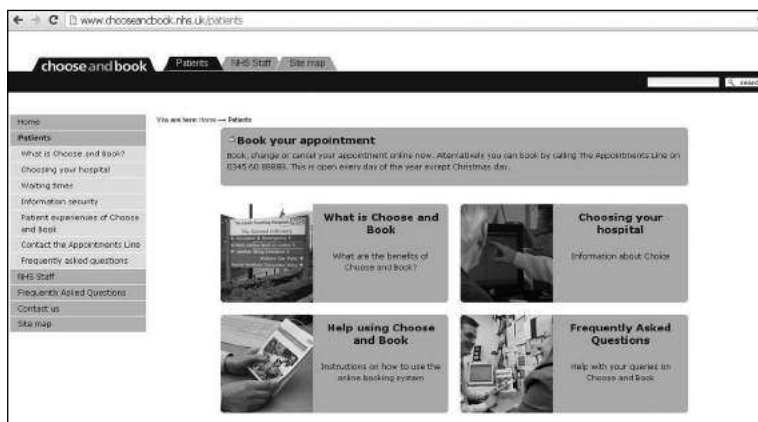 www.chooseandbook.nhs.uk/patients
choose and book
Patients
NHS Staff
Site map
search
Home
Patients
What is Choose and Book?
Choosing your hospital
Waiting times
Information security
Patient experiences of Choose
and Book
Contact the Appointments Line
Frequently asked questions
NHS Staff
Frequently Asked Questions
Contact us
Site map
You are here: Home → Patients
Book your appointment
Book, change or cancel your appointment online now. Alternatively you can book by calling The Appointments Line on
0345 60 88888. This is open every day of the year except Christmas day.
What is Choose and
Book
What are the benefits of
Choose and Book?
Choosing your
hospital
Information about Choice
Help using Choose
and Book
Instructions on how to use the
online booking system
Frequently Asked
Questions
Help with your queries on
Choose and Book